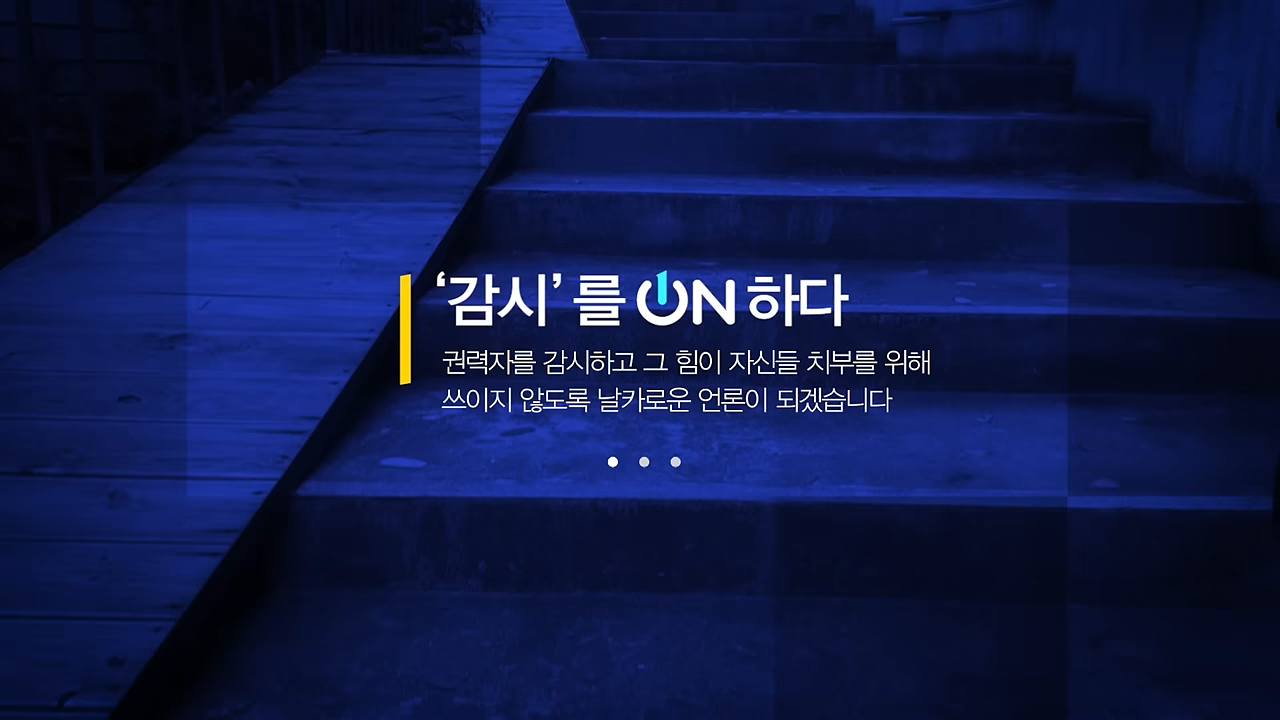 ‘감시’를 ON 하다
권력자를 감시하고 그 힘이 자신들 치부를 위해
쓰이지 않도록 날카로운 언론이 되겠습니다